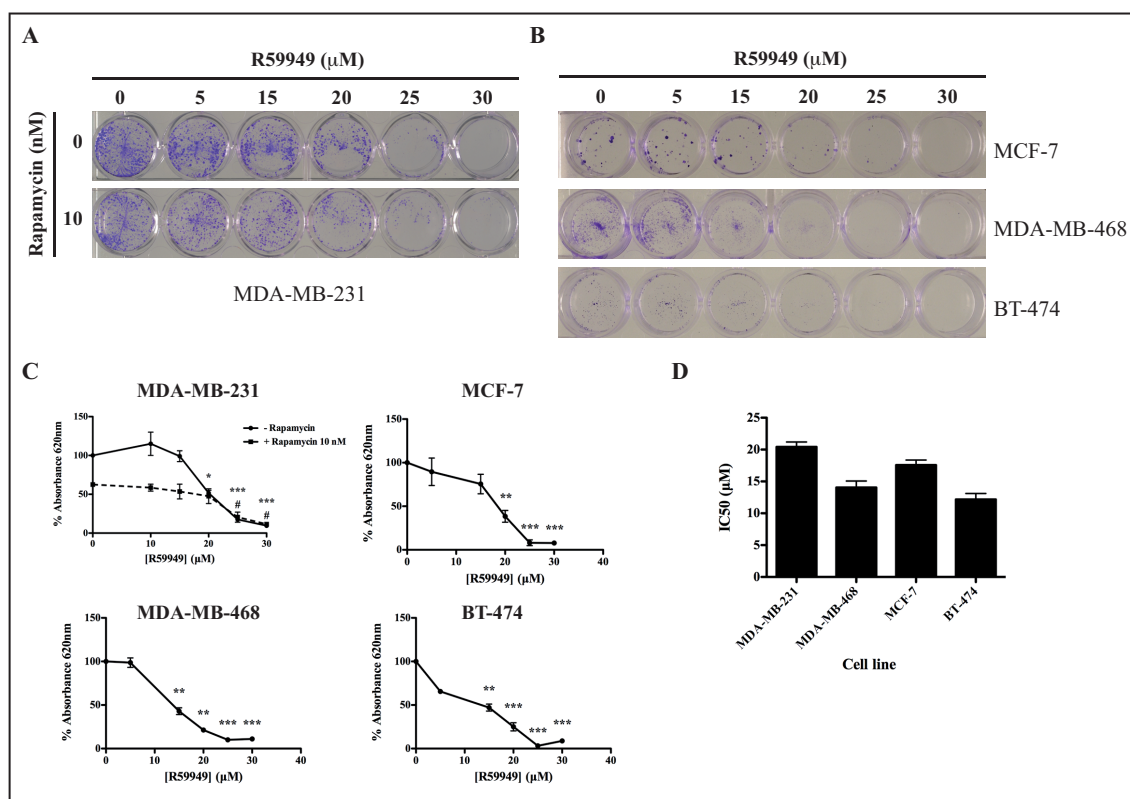 A
R59949 (μM)
0 5 15 20 25 30
Rapamycin (nM)
0
10
MDA-MB-231
B
R59949 (μM)
0 5 15 20 25 30
MCF-7
MDA-MB-468
BT-474
C
MDA-MB-231
% Absorbance 620nm
150
100
50
0
0 10 20 30
[R59949] (μM)
- Rapamycin
+ Rapamycin 10 nM
* *** ***
# #
MCF-7
% Absorbance 620nm
150
100
50
0
0 10 20 30 40
[R59949] (μM)
** *** ***
MDA-MB-468
% Absorbance 620nm
150
100
50
0
0 10 20 30 40
[R59949] (μM)
** ** *** ***
BT-474
% Absorbance 620nm
150
100
50
0
0 10 20 30 40
[R59949] (μM)
** *** *** ***
D
IC50 (μM)
25
20
15
10
5
0
MDA-MB-231
MDA-MB-468
MCF-7
BT-474
Cell line